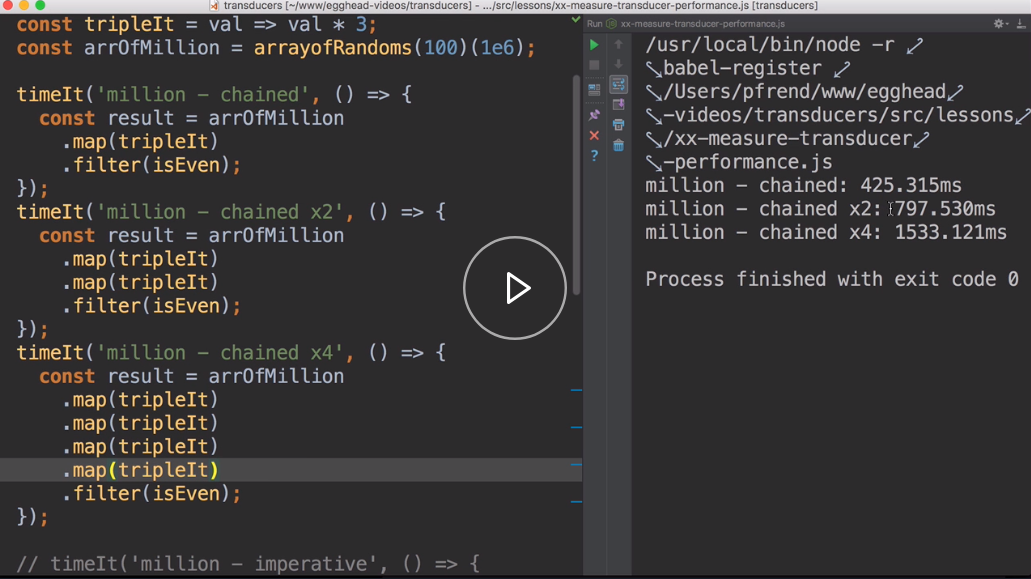 transducers [~/www/egghead-videos/transducers] - .../src/lessons/xx-measure-transducer-performance.js [transducers]
const tripleIt = val => val * 3;
const arrOfMillion = arrayofRandoms(100)(1e6);
timeIt('million – chained', () => {
const result = arrOfMillion
.map(tripleIt)
.filter(isEven);
});
timeIt('million – chained x2', () => {
const result = arrOfMillion
.map(tripleIt)
.map(tripleIt)
.filter(isEven);
});
timeIt('million – chained x4', () => {
const result = arrOfMillion
.map(tripleIt)
.map(tripleIt)
.map(tripleIt)
.map(tripleIt)
.filter(isEven);
});
// timeIt('million – imperative', () => {
Run xx-measure-transducer-performance.js
/usr/local/bin/node -r
babel-register
/Users/pfrend/www/egghead
-videos/transducers/src/lessons
/xx-measure-transducer
-performance.js
million – chained: 425.315ms
million – chained x2: 797.530ms
million – chained x4: 1533.121ms
Process finished with exit code 0